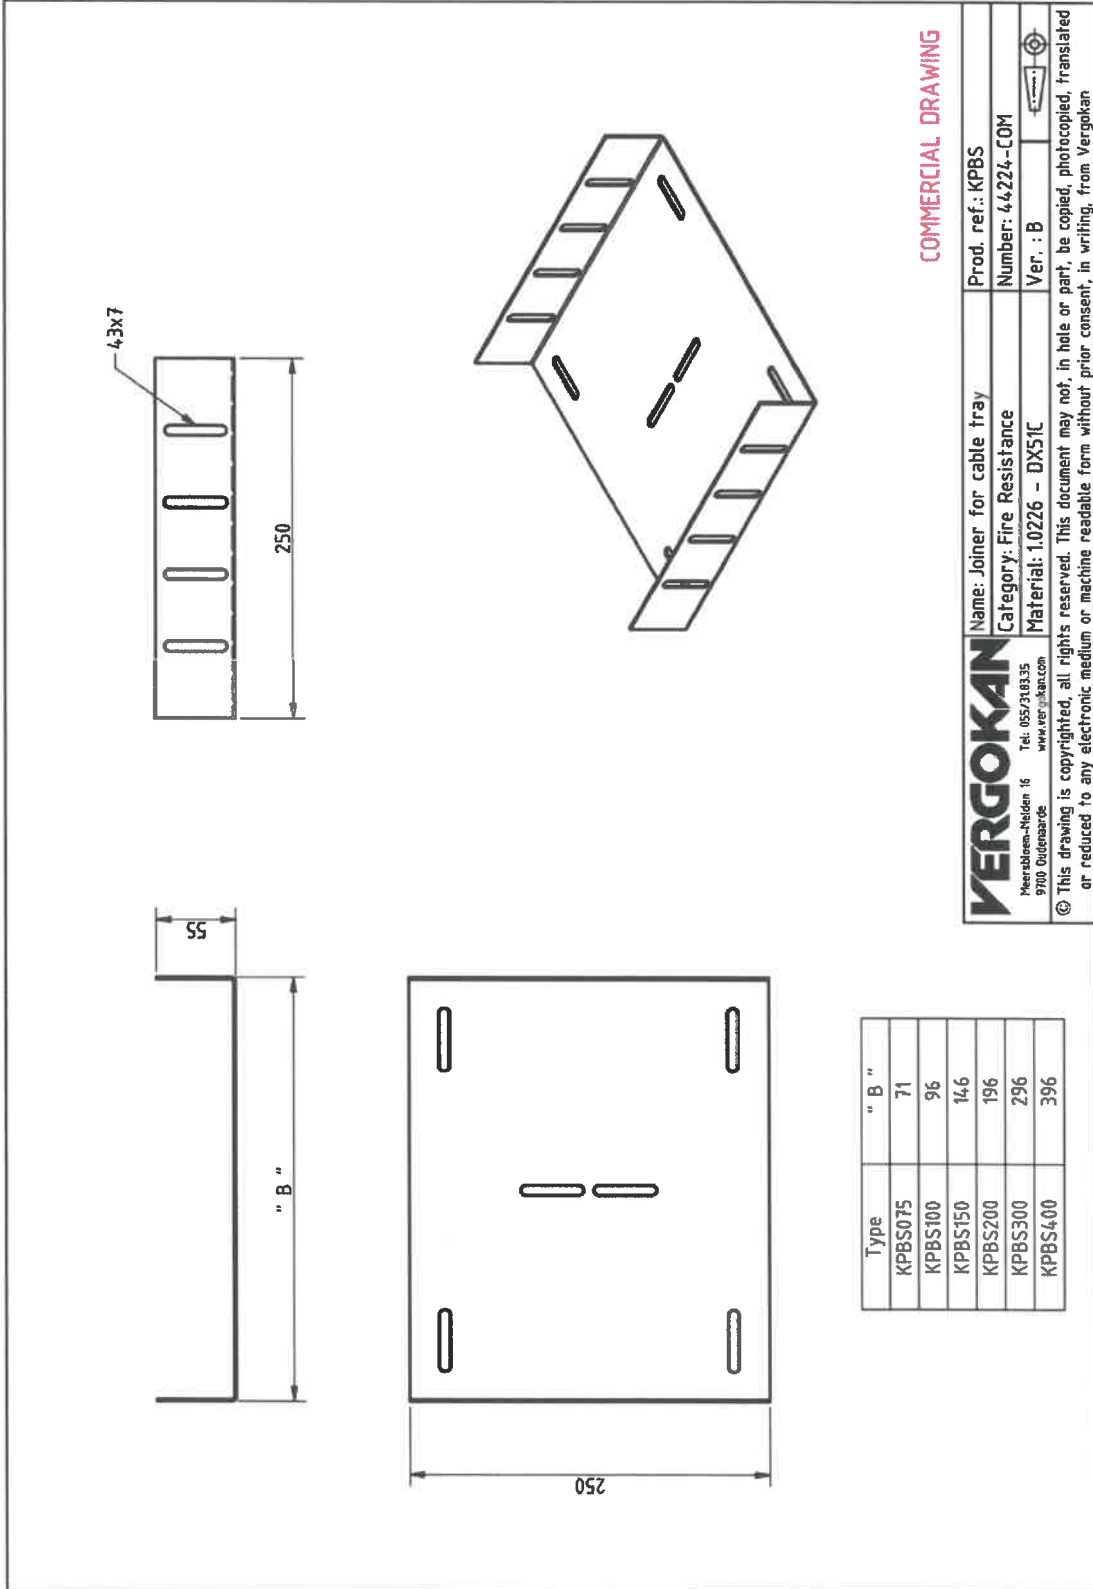 43x7
250
55
" B "
250
COMMERCIAL DRAWING
Type " B "
KPBS075 71
KPBS100 96
KPBS150 146
KPBS200 196
KPBS300 296
KPBS400 396
VERGOKAN
Meersbloem-Melden 16 Tel: 055/31.83.35
9700 Oudenaarde www.vergokan.com
Name: Joiner for cable tray Prod. ref.: KPBS
Category: Fire Resistance Number: 44224-COM
Material: 1.0226 - DX51C Ver. : B
© This drawing is copyrighted, all rights reserved. This document may not, in hole or part, be copied, photocopied, translated
or reduced to any electronic medium or machine readable form without prior consent, in writing, from Vergokan